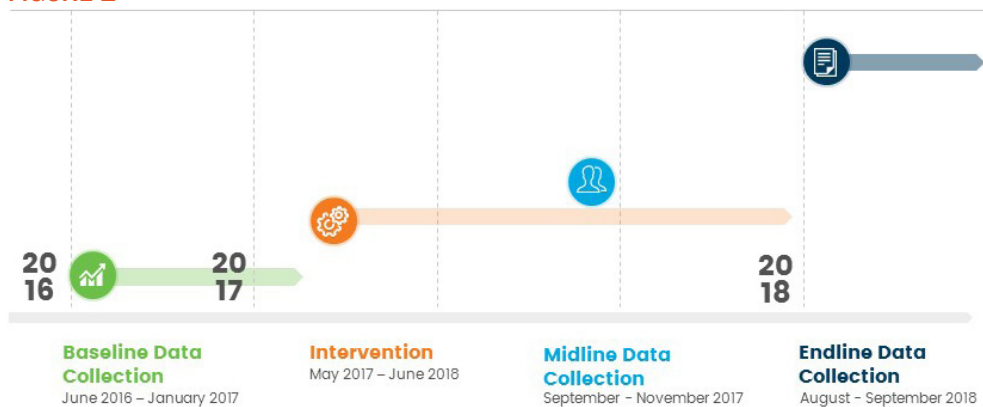 20
16
20
17
20
18
Baseline Data
Collection
June 2016 – January 2017
Intervention
May 2017 – June 2018
Midline Data
Collection
September - November 2017
Endline Data
Collection
August - September 2018